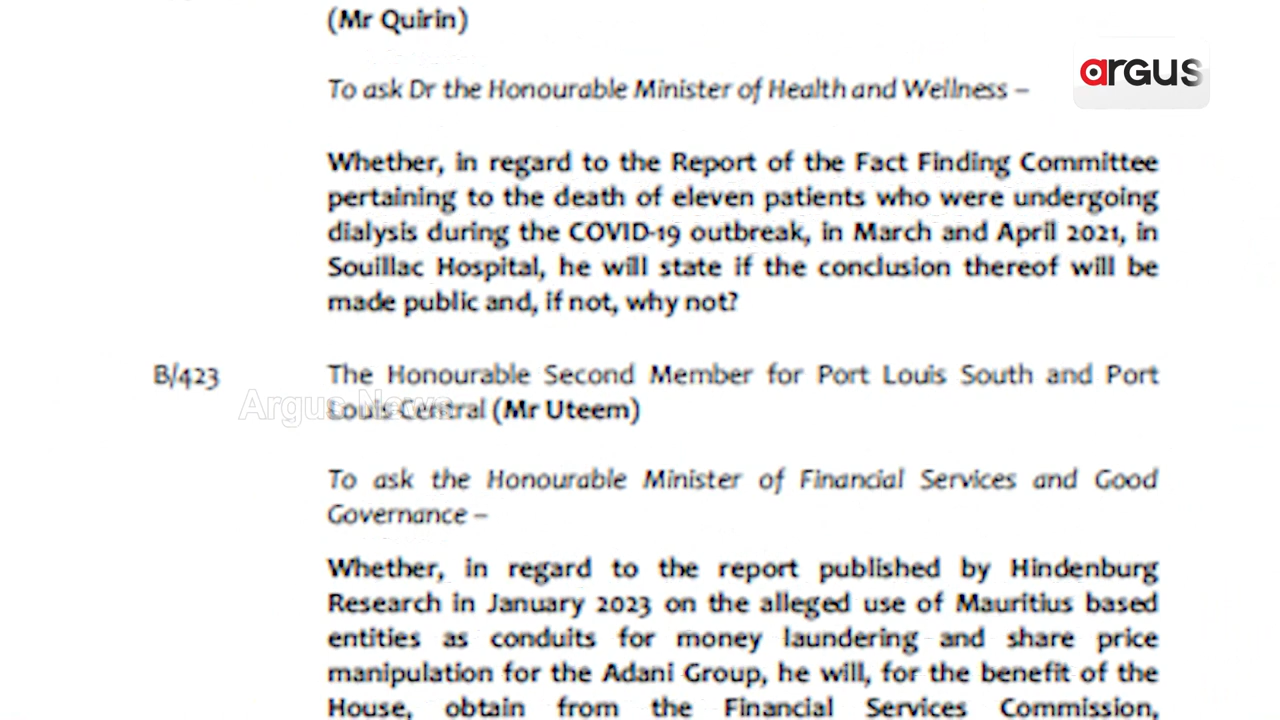 (Mr Quirin)
argus
To ask Dr the Honourable Minister of Health and Wellness –
Whether, in regard to the Report of the Fact Finding Committee
pertaining to the death of eleven patients who were undergoing
dialysis during the COVID-19 outbreak, in March and April 2021, in
Souillac Hospital, he will state if the conclusion thereof will be
made public and, if not, why not?
B/423 The Honourable Second Member for Port Louis South and Port
Louis Central (Mr Uteem)
Argus News
To ask the Honourable Minister of Financial Services and Good
Governance –
Whether, in regard to the report published by Hindenburg
Research in January 2023 on the alleged use of Mauritius based
entities as conduits for money laundering and share price
manipulation for the Adani Group, he will, for the benefit of the
House, obtain from the Financial Services Commission,